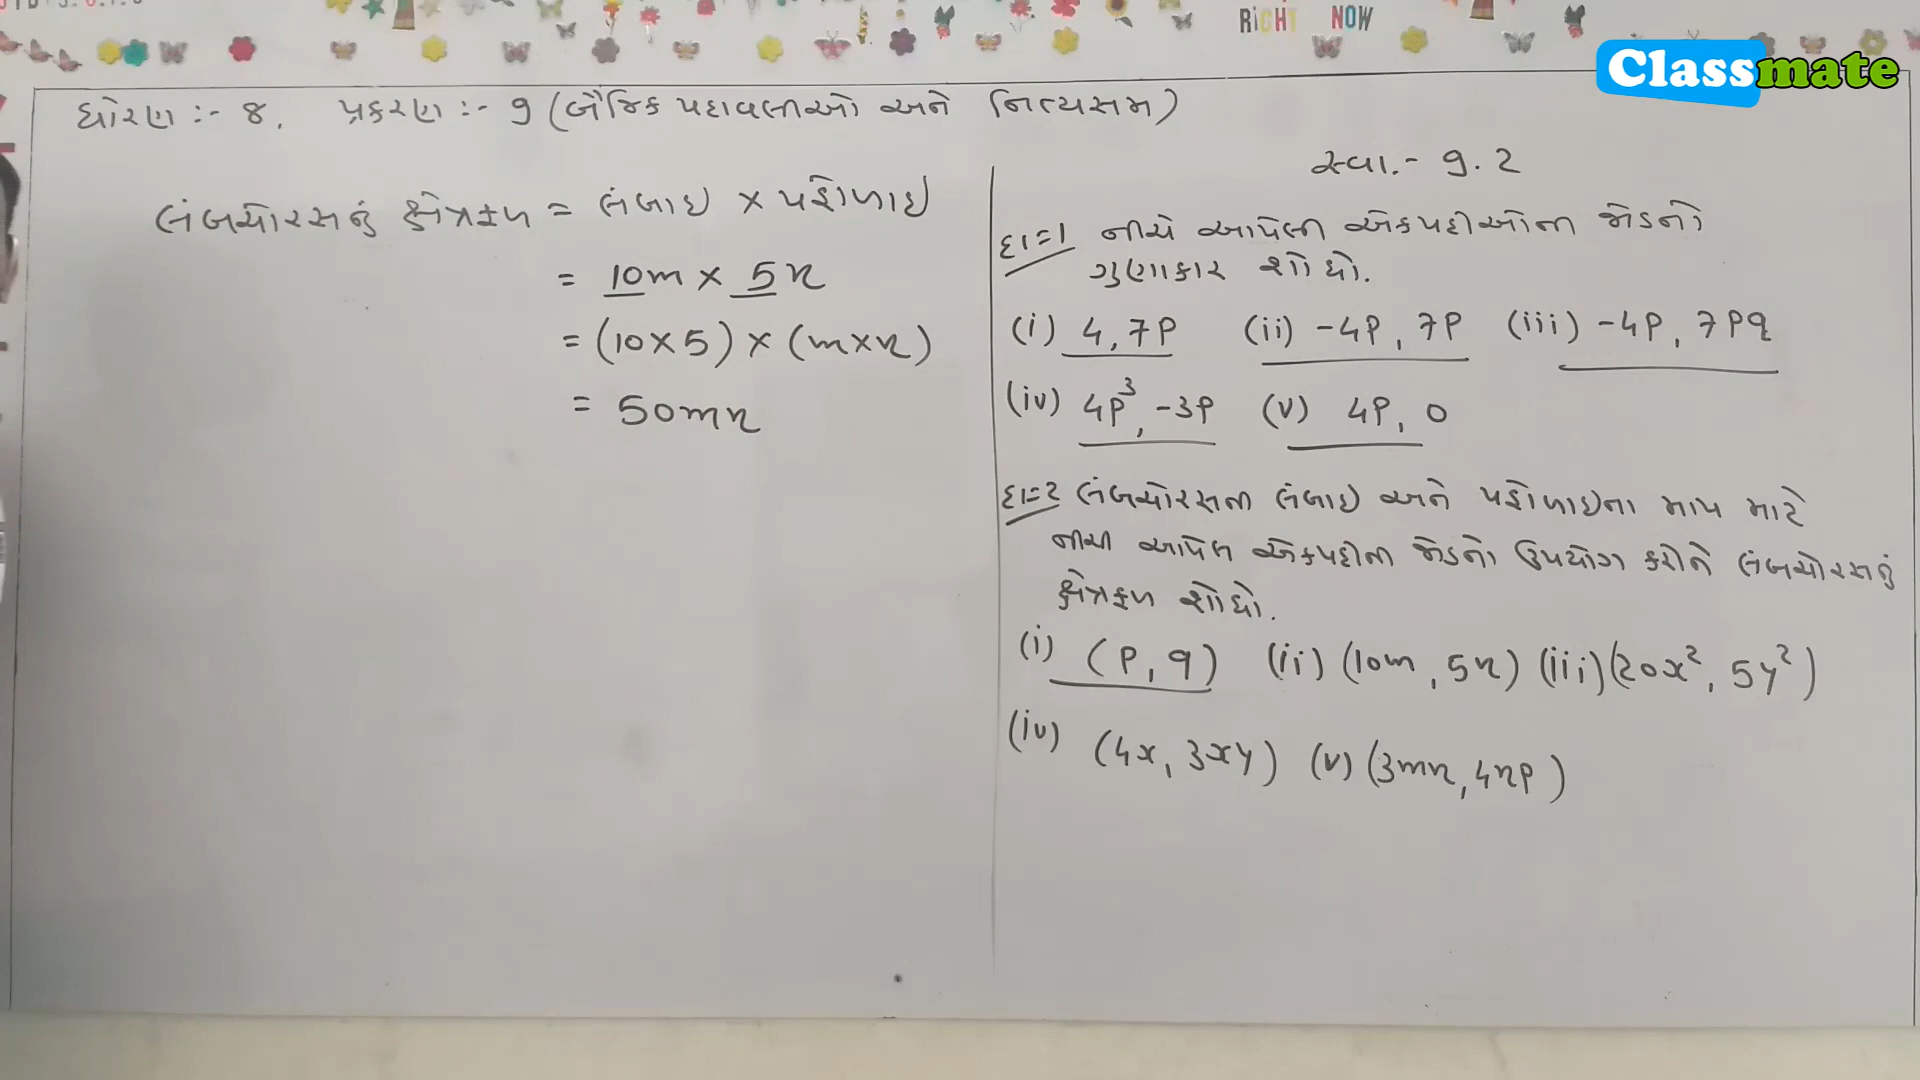 RIGHT NOW
Classmate
ધોરણ :- ૪. પ્રકરણ :- 9 (બૈજિક પદાવલીઓ અને નિત્યસમ)
લંબચોરસનું ક્ષેત્રફળ = લંબાઇ × પહોળાઇ
= 10m × 5n
= (10×5) × (m×n)
= 50mn
સ્વા.- 9.2
દા=1 નીચે આપેલી એકપદીઓની જોડનો
ગુણાકાર શોધો.
(i) 4, 7P (ii) -4P, 7P (iii) -4P, 7Pq
(iv) 4P³, -3P (v) 4P, 0
દા=2 લંબચોરસની લંબાઇ અને પહોળાઇના માપ માટે
નીચી આપેલ એકપદીની જોડનો ઉપયોગ કરીને લંબચોરસનું
ક્ષેત્રફળ શોધો.
(i) (P, q) (ii) (10m, 5n) (iii) (20x², 5y²)
(iv) (4x, 3xy) (v) (3mn, 4np)